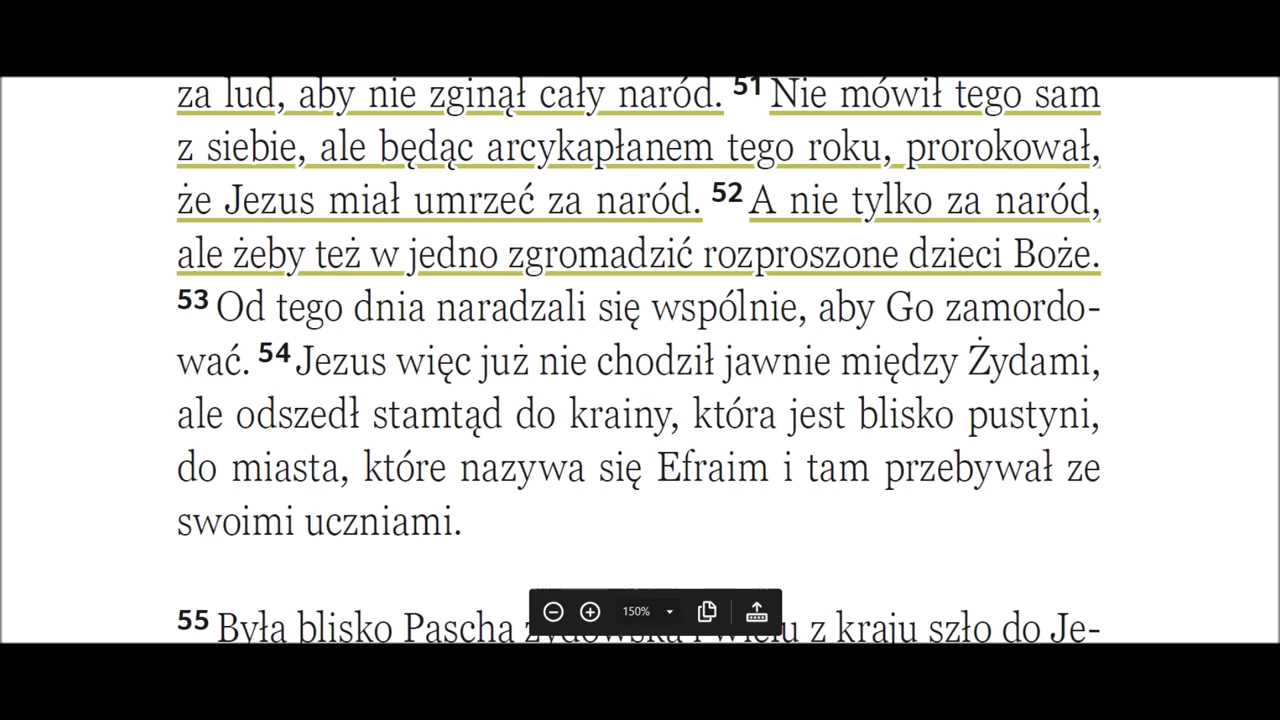 za lud, aby nie zginął cały naród. 51 Nie mówił tego sam
z siebie, ale będąc arcykapłanem tego roku, prorokował,
że Jezus miał umrzeć za naród. 52 A nie tylko za naród,
ale żeby też w jedno zgromadzić rozproszone dzieci Boże.
53 Od tego dnia naradzali się wspólnie, aby Go zamordo-
wać. 54 Jezus więc już nie chodził jawnie między Żydami,
ale odszedł stamtąd do krainy, która jest blisko pustyni,
do miasta, które nazywa się Efraim i tam przebywał ze
swoimi uczniami.
150%
55 Była blisko Pascha żydowska i wielu z kraju szło do Je-